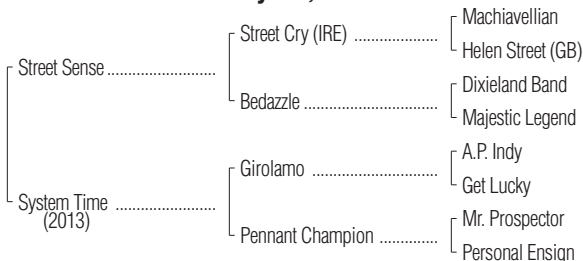 Machiavellian
Street Cry (IRE) ..................
Helen Street (GB)
Street Sense ........................
Dixieland Band
Bedazzle .............................
Majestic Legend
A.P. Indy
Girolamo ...........................
Get Lucky
System Time ......................
(2013)
Mr. Prospector
Pennant Champion .............
Personal Ensign